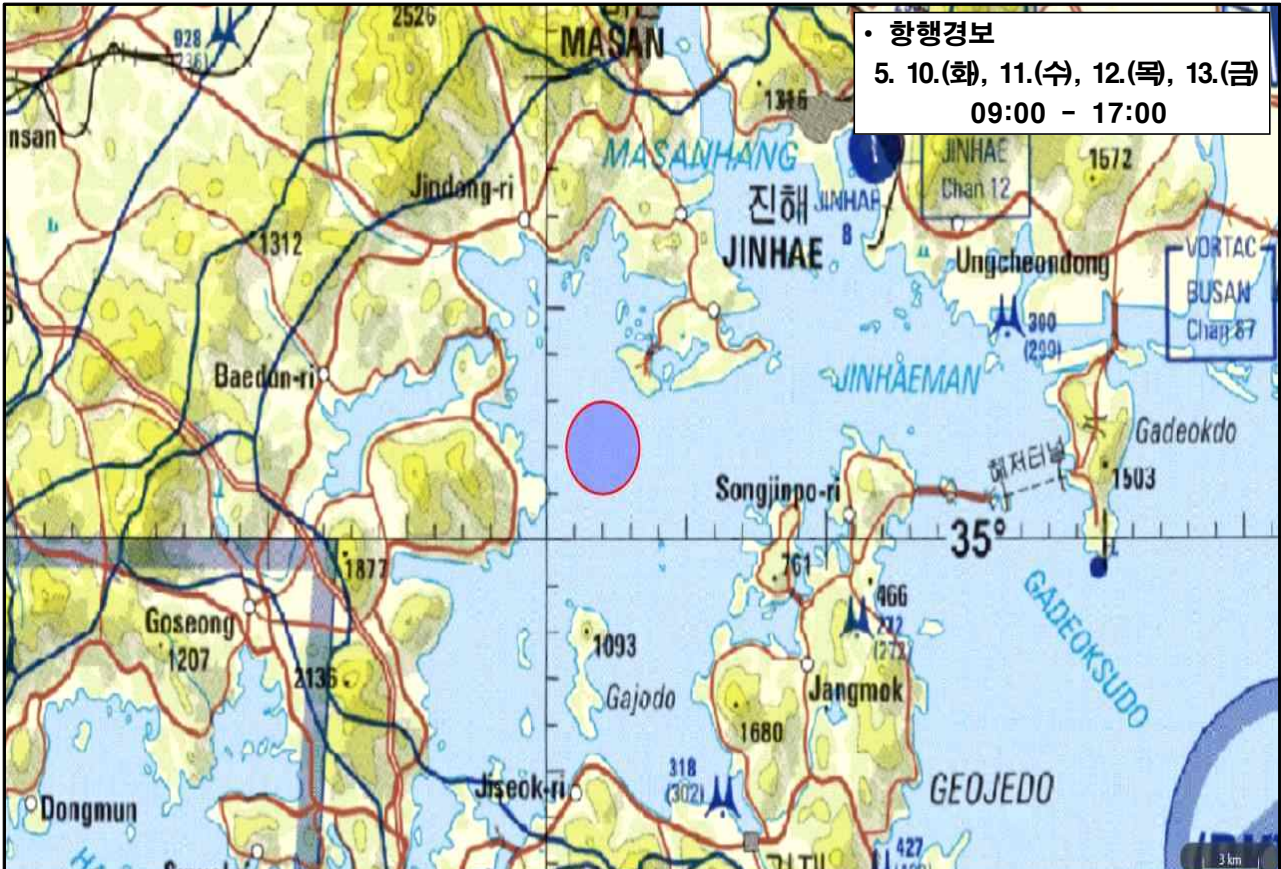 • 항행경보
5. 10.(화), 11.(수), 12.(목), 13.(금)
09:00 - 17:00
2526
MASAN
928
(236)
1316
nsan
MASANHANG
JINHAE
Chan 12
1572
Jindong-ri
진해
JINHAE
B
JINHAE
1312
Ungcheondong
VORTAC
BUSAN
Chan 87
300
(299)
Baedun-ri
JINHAEMAN
Gadeokdo
해저터널
1503
Songjinpo-ri
35°
1877
761
466
272
(272)
GADEOKSUDO
Goseong
1207
1093
2136
Gajodo
Jangmok
1680
318
(302)
Jiseok-ri
GEOJEDO
Dongmun
427
3 km